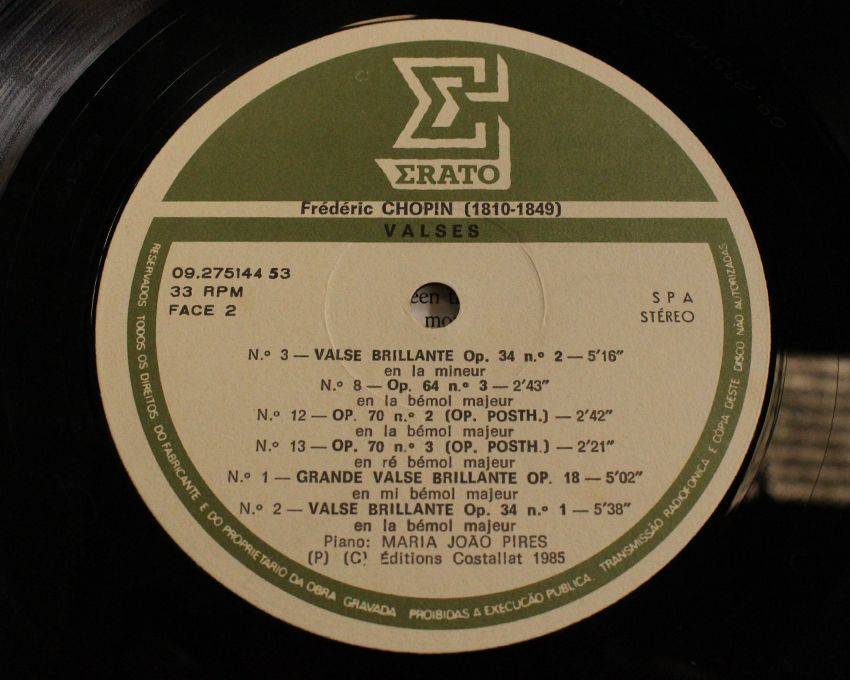 ΣRATO
Frédéric CHOPIN (1810-1849)
VALSES
09.275144 53
33 RPM
FACE 2
SPA
STÉREO
N.º 3 — VALSE BRILLANTE Op. 34 n.º 2 — 5'16"
en la mineur
N.º 8 — Op. 64 n.º 3 — 2'43"
en la bémol majeur
N.º 12 — OP. 70 n.º 2 (OP. POSTH.) — 2'42"
en la bémol majeur
N.º 13 — OP. 70 n.º 3 (OP. POSTH.) — 2'21"
en ré bémol majeur
N.º 1 — GRANDE VALSE BRILLANTE OP. 18 — 5'02"
en mi bémol majeur
N.º 2 — VALSE BRILLANTE Op. 34 n.º 1 — 5'38"
en la bémol majeur
Piano: MARIA JOÃO PIRES
(P) (C) Éditions Costallat 1985
RESERVADOS TODOS OS DIREITOS DO FABRICANTE E DO PROPRIETÁRIO DA OBRA GRAVADA PROIBIDAS A EXECUÇÃO PÚBLICA, TRANSMISSÃO RADIOFÓNICA E CÓPIA DESTE DISCO NÃO AUTORIZADAS